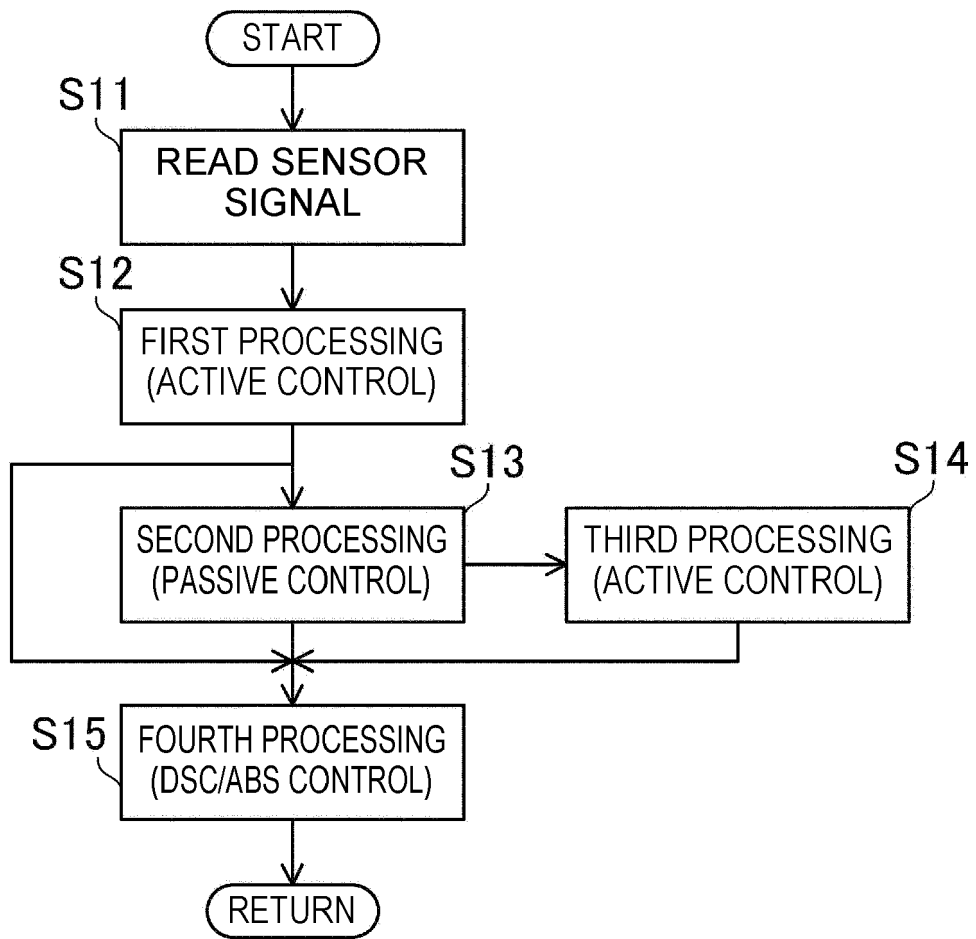 START
S11
READ SENSOR
SIGNAL
S12
FIRST PROCESSING
(ACTIVE CONTROL)
S13
SECOND PROCESSING
(PASSIVE CONTROL)
S14
THIRD PROCESSING
(ACTIVE CONTROL)
S15
FOURTH PROCESSING
(DSC/ABS CONTROL)
RETURN